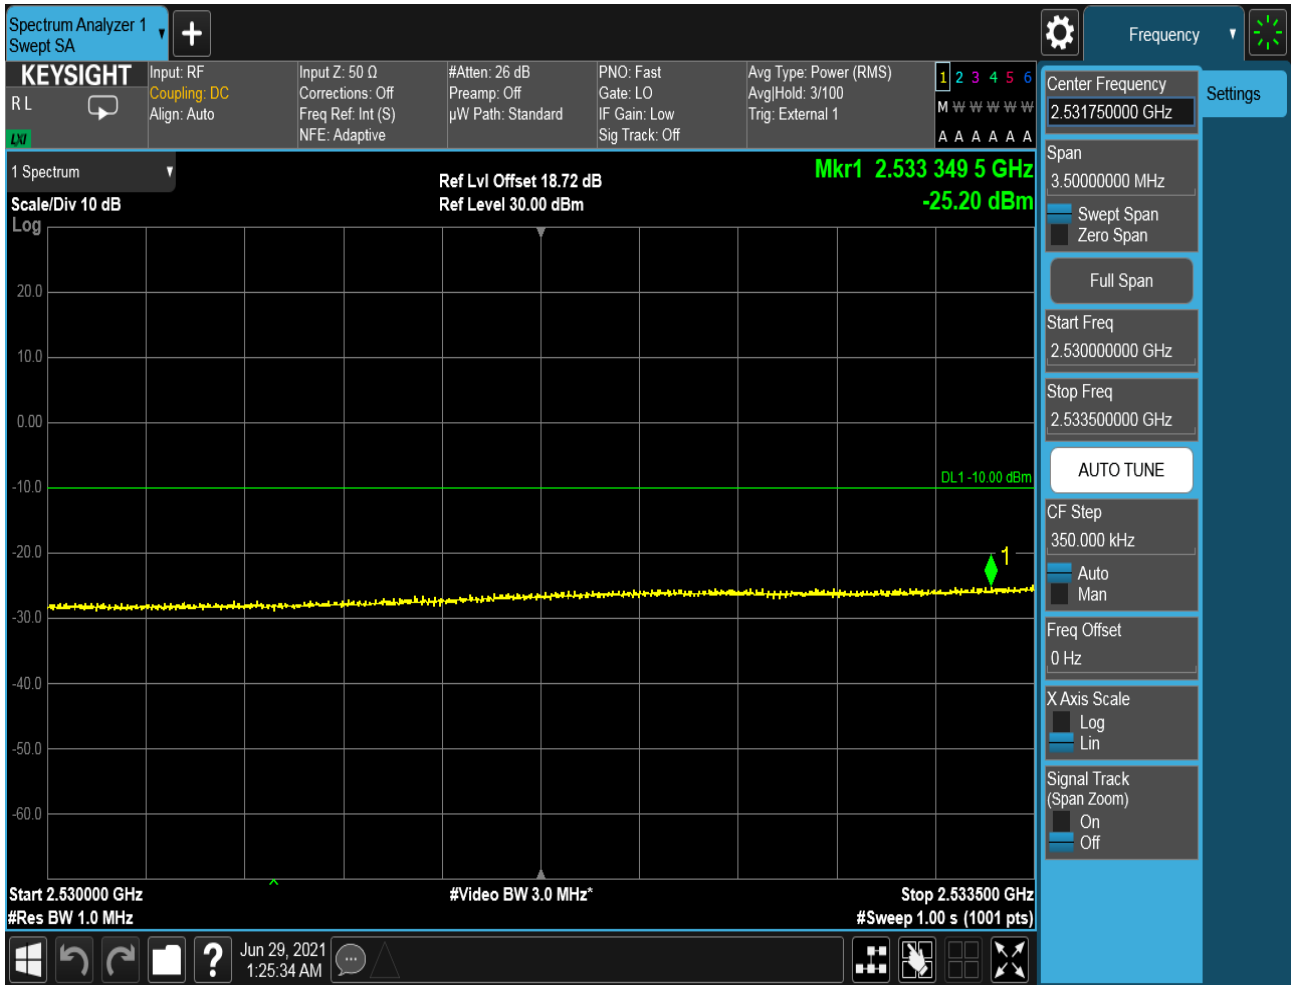 Spectrum Analyzer 1
Swept SA
Frequency
KEYSIGHT
R L
LXI
Input: RF
Coupling: DC
Align: Auto
Input Z: 50 Ω
Corrections: Off
Freq Ref: Int (S)
NFE: Adaptive
#Atten: 26 dB
Preamp: Off
µW Path: Standard
PNO: Fast
Gate: LO
IF Gain: Low
Sig Track: Off
Avg Type: Power (RMS)
Avg|Hold: 3/100
Trig: External 1
1 2 3 4 5 6
M W W W W W
A A A A A A
1 Spectrum
Scale/Div 10 dB
Log
Ref Lvl Offset 18.72 dB
Ref Level 30.00 dBm
Mkr1 2.533 349 5 GHz
-25.20 dBm
20.0
10.0
0.00
-10.0
-20.0
-30.0
-40.0
-50.0
-60.0
DL1 -10.00 dBm
1
Start 2.530000 GHz
#Res BW 1.0 MHz
#Video BW 3.0 MHz*
Stop 2.533500 GHz
#Sweep 1.00 s (1001 pts)
Center Frequency
2.531750000 GHz
Settings
Span
3.50000000 MHz
Swept Span
Zero Span
Full Span
Start Freq
2.530000000 GHz
Stop Freq
2.533500000 GHz
AUTO TUNE
CF Step
350.000 kHz
Auto
Man
Freq Offset
0 Hz
X Axis Scale
Log
Lin
Signal Track
(Span Zoom)
On
Off
?
Jun 29, 2021
1:25:34 AM